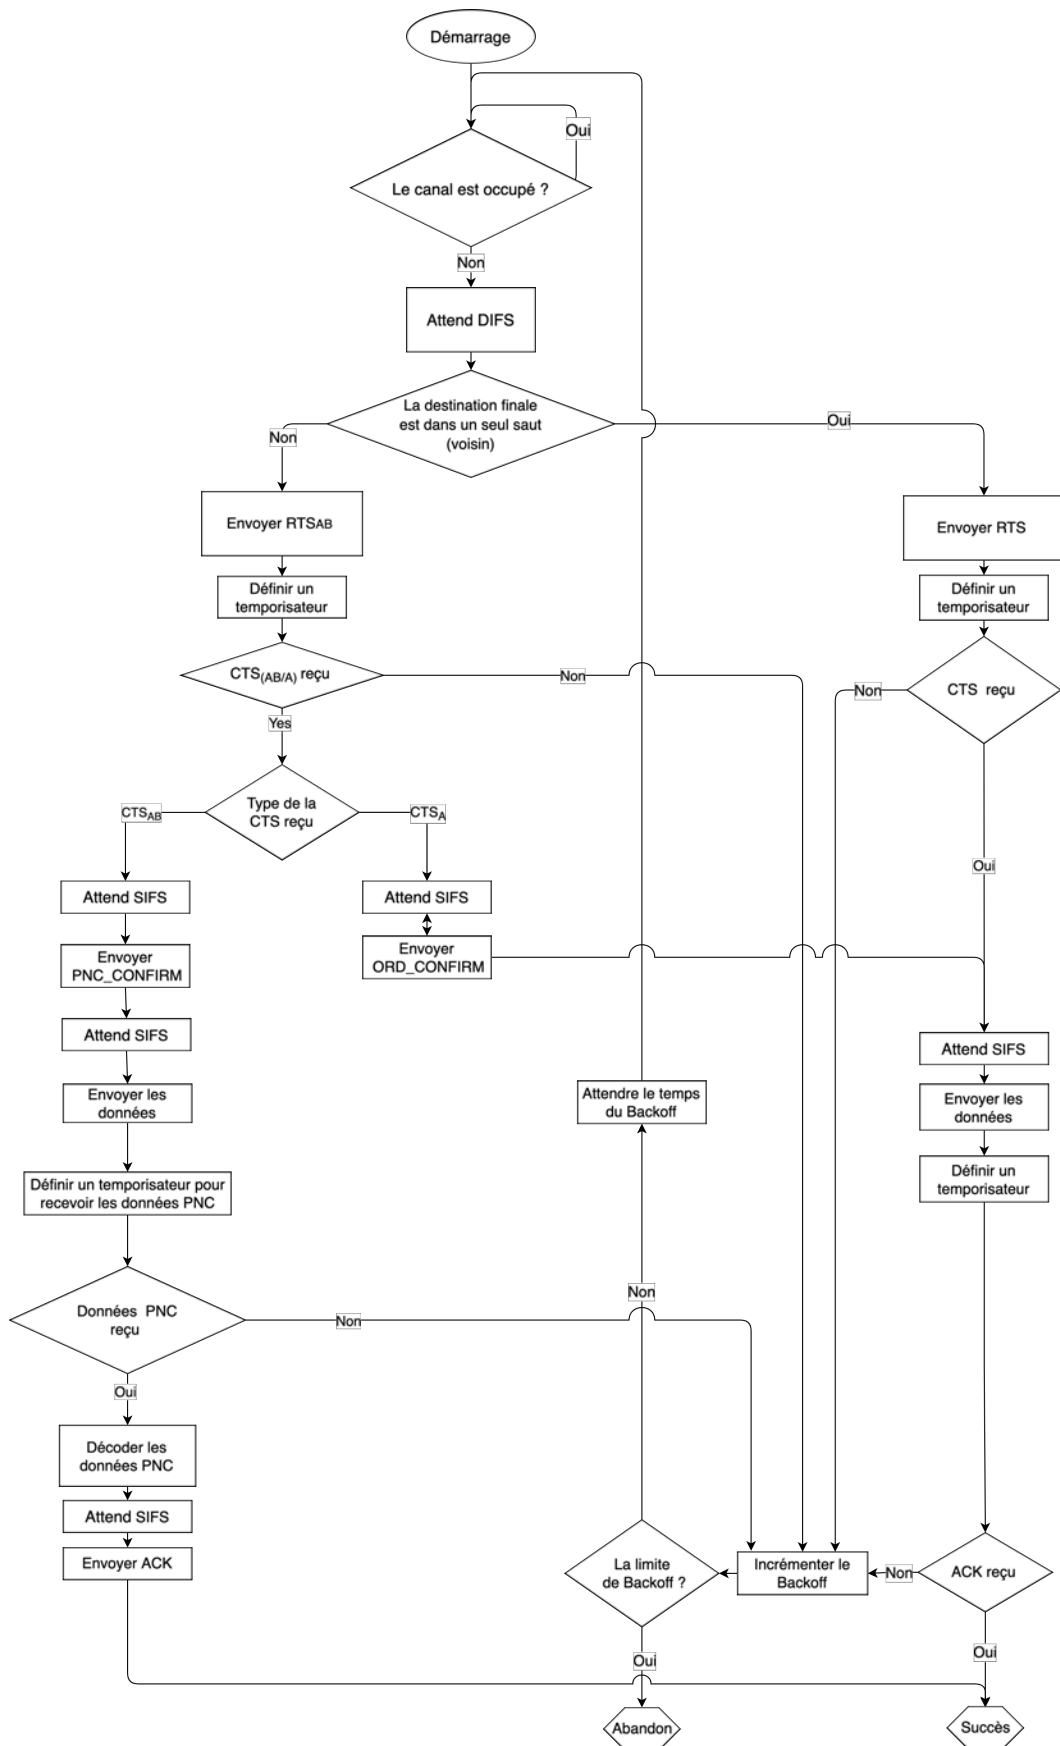 Démarrage
Oui
Le canal est occupé ?
Non
Attend DIFS
La destination finale
est dans un seul saut
(voisin)
Non
Oui
Envoyer RTSAB
Envoyer RTS
Définir un
temporisateur
Définir un
temporisateur
CTS(AB/A) reçu
Non
CTS reçu
Non
Yes
Type de la
CTS reçu
CTSAB
CTSA
Oui
Attend SIFS
Attend SIFS
Envoyer
PNC_CONFIRM
Envoyer
ORD_CONFIRM
Attend SIFS
Attend SIFS
Envoyer les
données
Attendre le temps
du Backoff
Envoyer les
données
Définir un temporisateur pour
recevoir les données PNC
Définir un
temporisateur
Données PNC
reçu
Non
Non
Oui
Décoder les
données PNC
Attend SIFS
Envoyer ACK
La limite
de Backoff ?
Incrémenter le
Backoff
Non
ACK reçu
Oui
Oui
Abandon
Succès